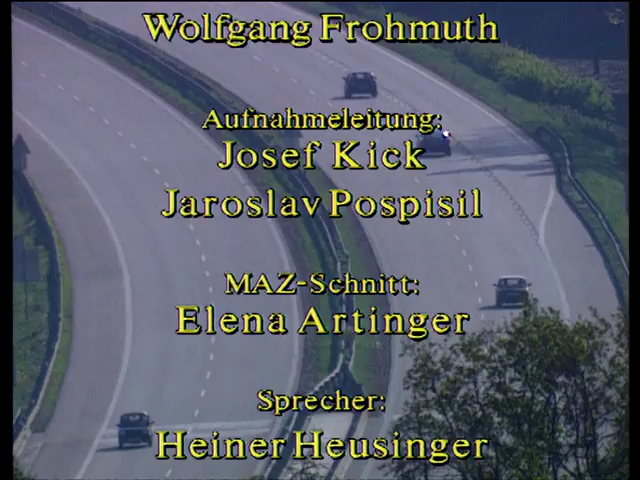 Wolfgang Frohmuth
Aufnahmeleitung:
Josef Kick
Jaroslav Pospisil
MAZ-Schnitt:
Elena Artinger
Sprecher:
Heiner Heusinger